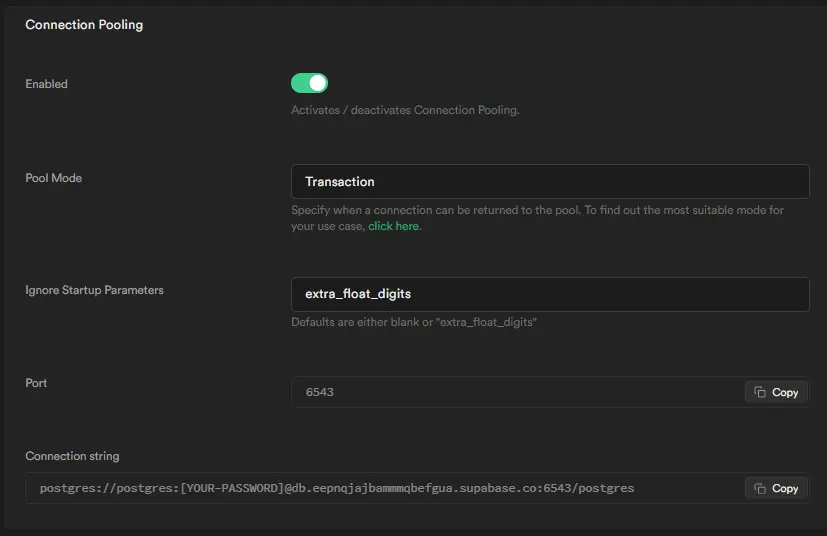 Connection Pooling
Enabled
Activates / deactivates Connection Pooling.
Pool Mode
Transaction
Specify when a connection can be returned to the pool. To find out the most suitable mode for
your use case, click here.
Ignore Startup Parameters
extra_float_digits
Defaults are either blank or "extra_float_digits"
Port
6543
Copy
Connection string
postgres://postgres:[YOUR-PASSWORD]@db.eepnqjajbammmqbefgua.supabase.co:6543/postgres
Copy